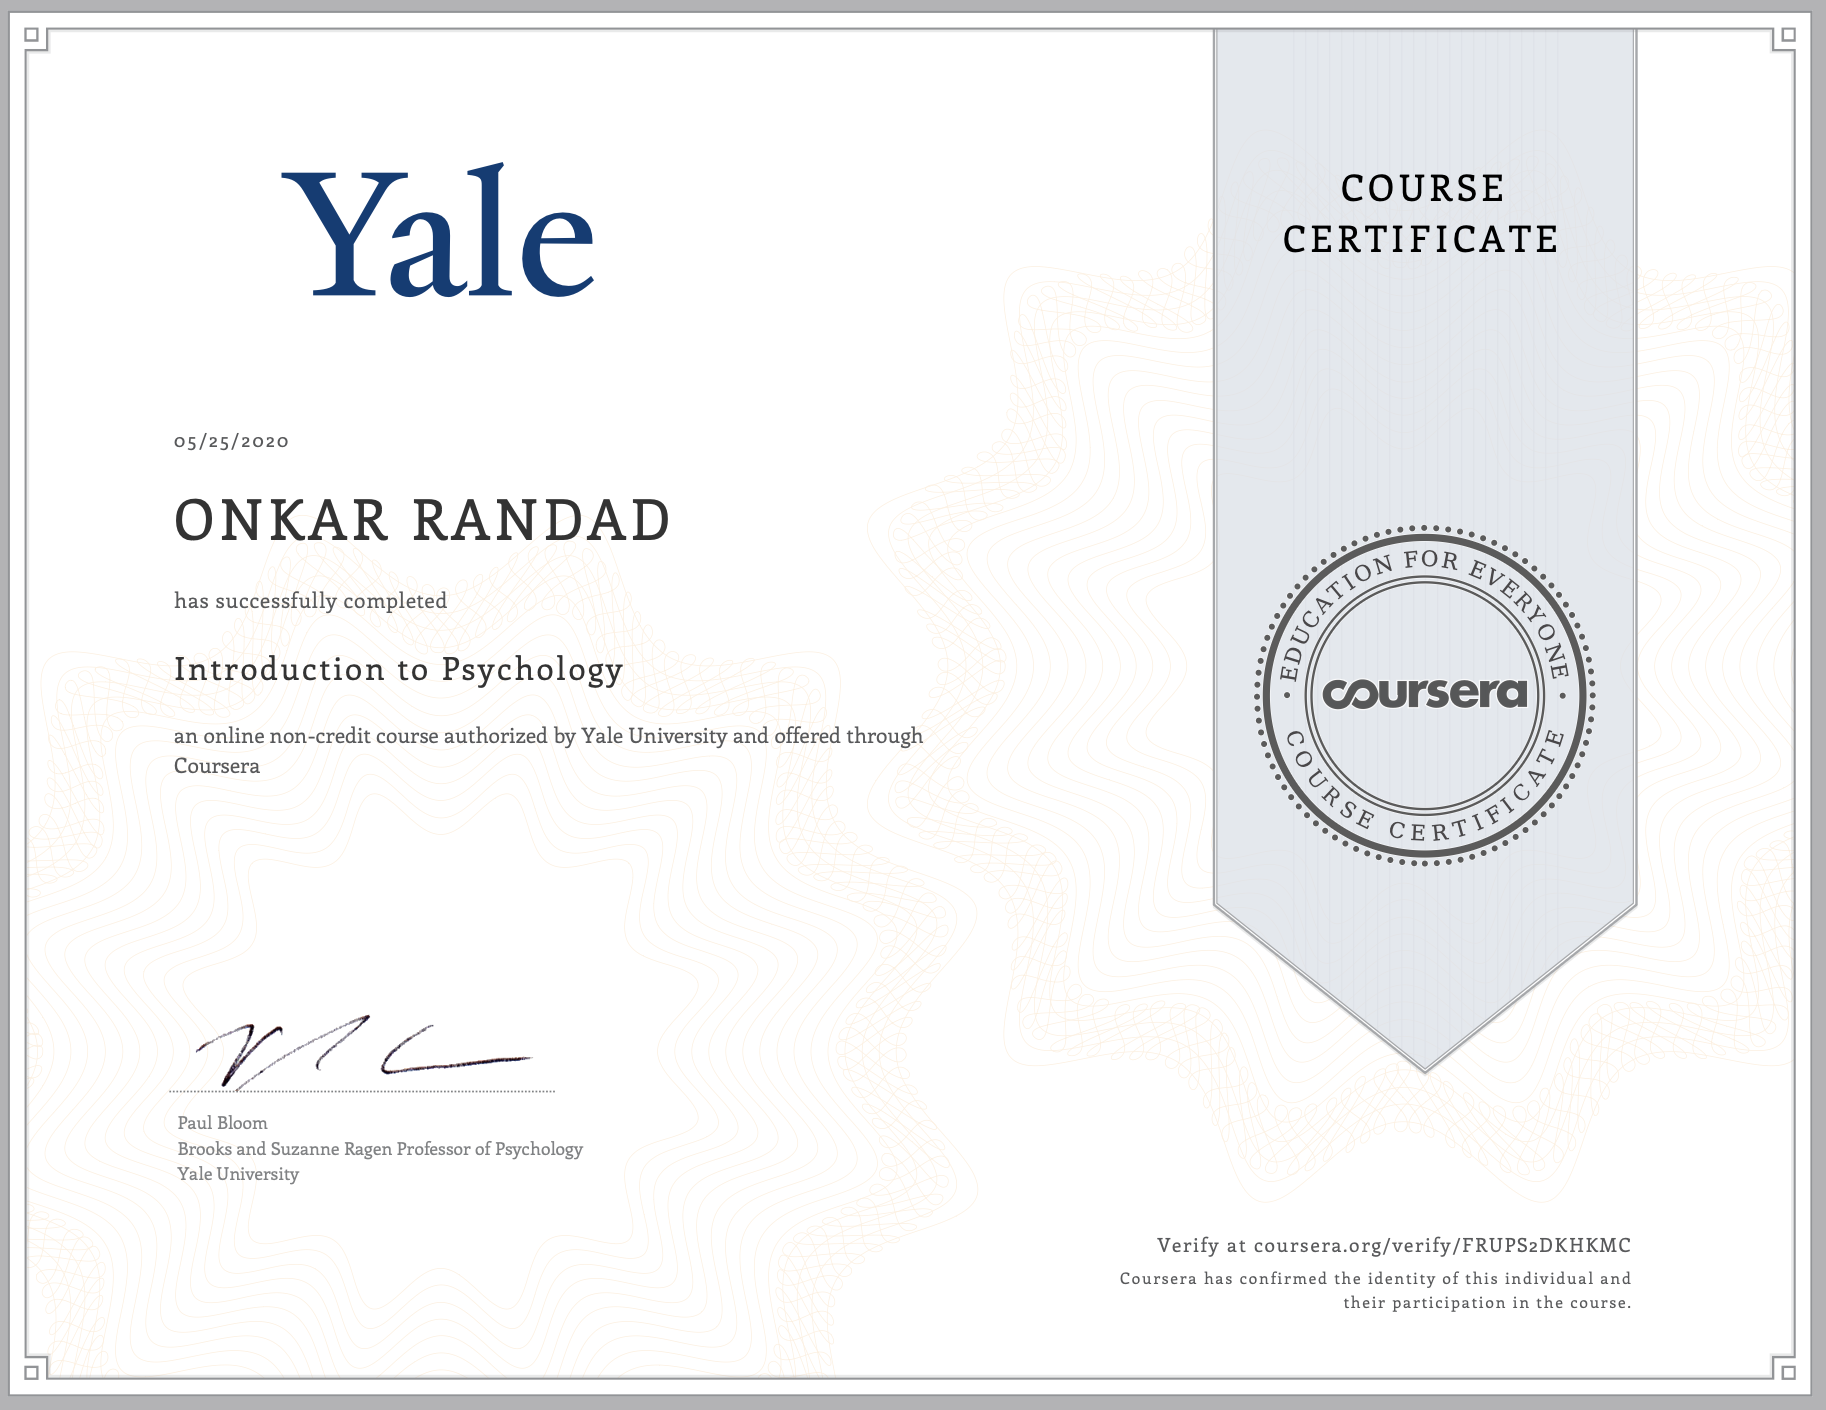 Yale
05/25/2020
ONKAR RANDAD
has successfully completed
Introduction to Psychology
an online non-credit course authorized by Yale University and offered through
Coursera
Paul Bloom
Brooks and Suzanne Ragen Professor of Psychology
Yale University
COURSE
CERTIFICATE
EDUCATION FOR EVERYONE
coursera
COURSE CERTIFICATE
Verify at coursera.org/verify/FRUPS2DKHKMC
Coursera has confirmed the identity of this individual and
their participation in the course.